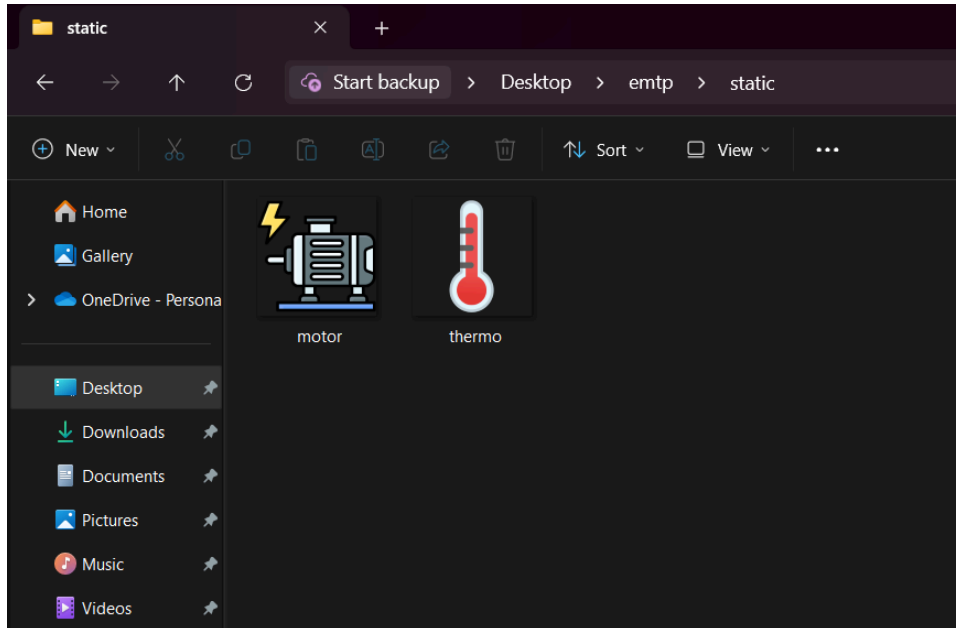 static
Start backup Desktop emtp static
New Sort View
Home
Gallery
OneDrive - Persona
Desktop
Downloads
Documents
Pictures
Music
Videos
motor
thermo